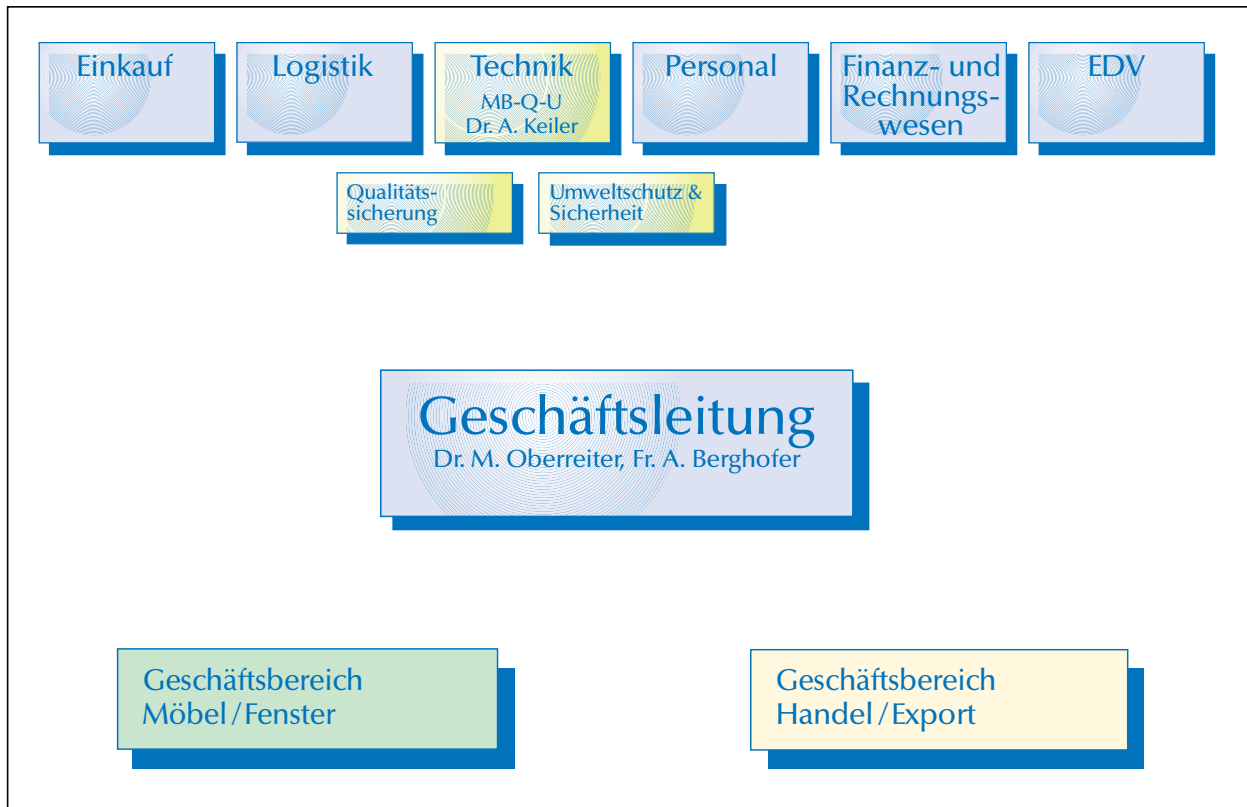 Einkauf
Logistik
Technik
MB-Q-U
Dr. A. Keiler
Personal
Finanz- und
Rechnungs-
wesen
EDV
Qualitäts-
sicherung
Umweltschutz &
Sicherheit
Geschäftsleitung
Dr. M. Oberreiter, Fr. A. Berghofer
Geschäftsbereich
Möbel/Fenster
Geschäftsbereich
Handel/Export